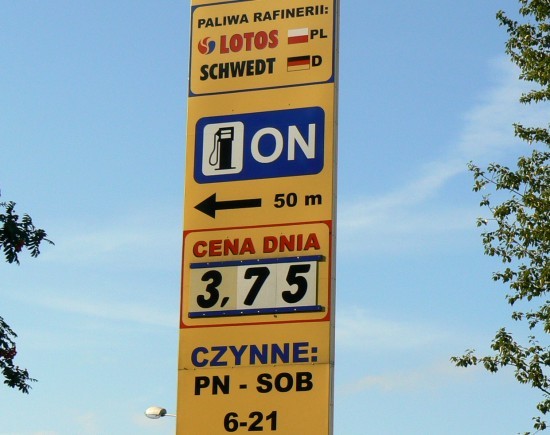 PALIWA RAFINERII:
LOTOS PL
SCHWEDT D
ON
50 m
CENA DNIA
3,75
CZYNNE:
PN - SOB
6-21